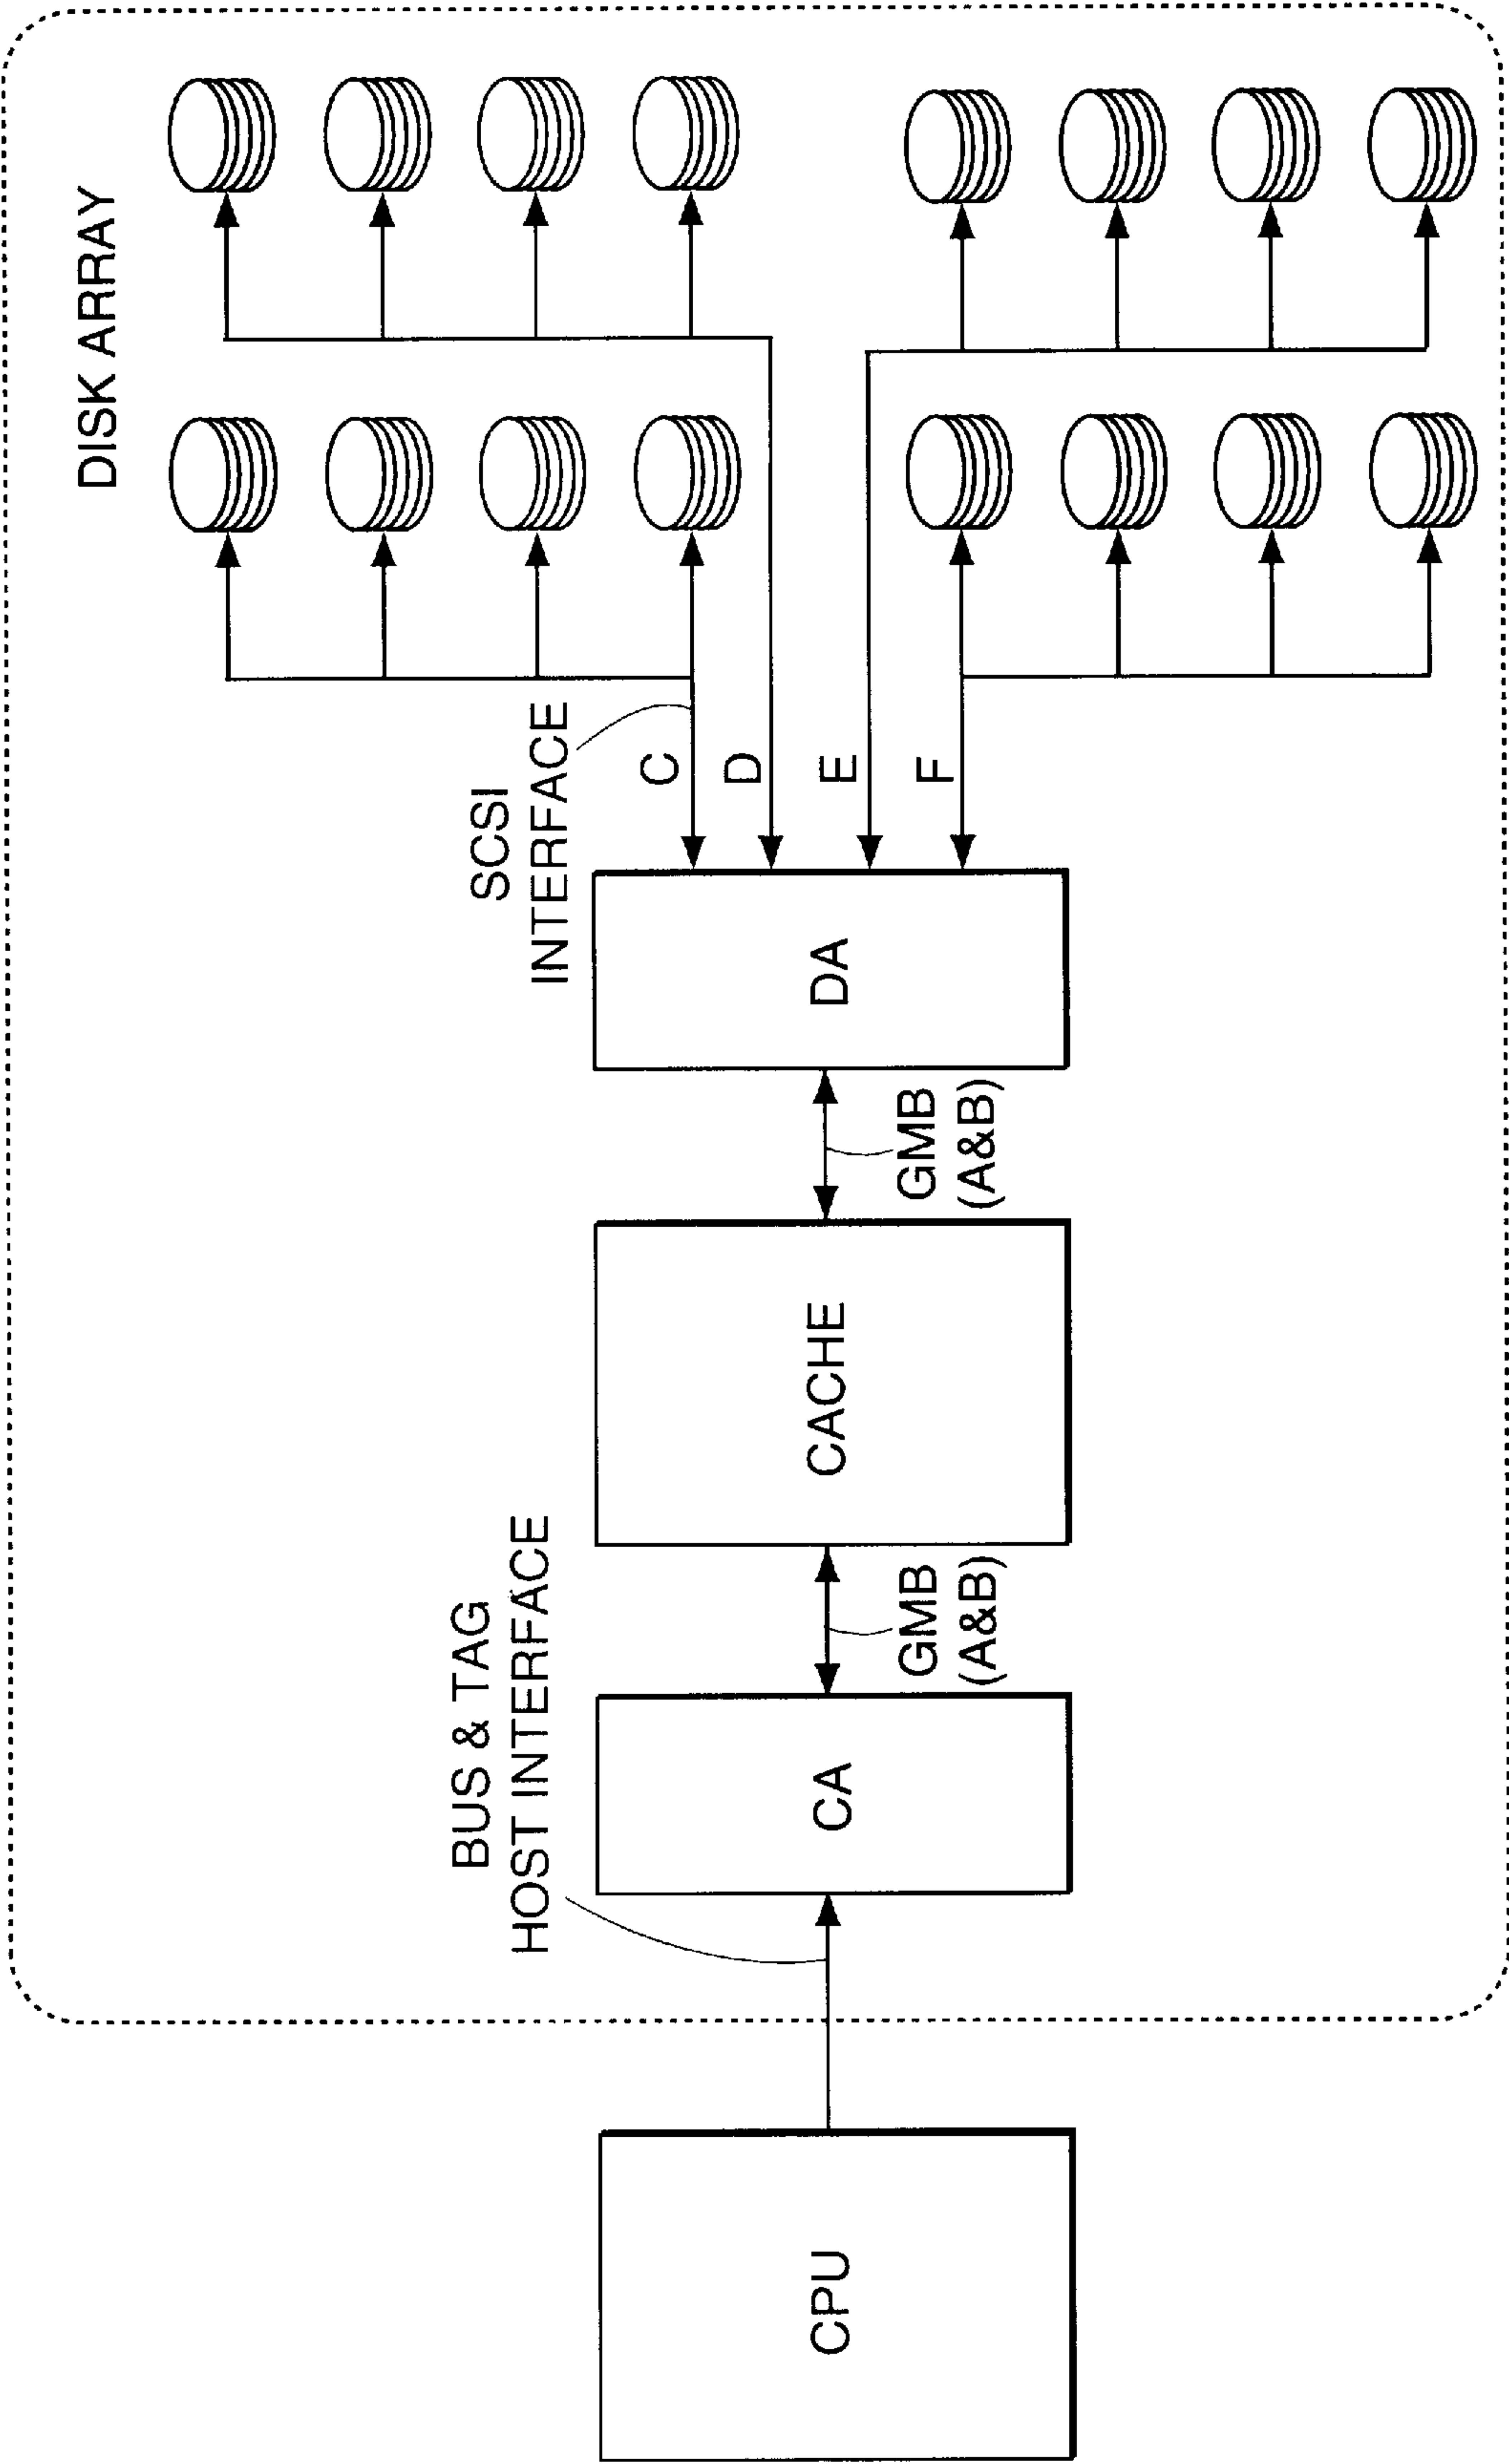 DISK ARRAY
SCSI
INTERFACE
C
D
E
F
DA
GMB
(A&B)
CACHE
BUS & TAG
HOST INTERFACE
GMB
(A&B)
CA
CPU